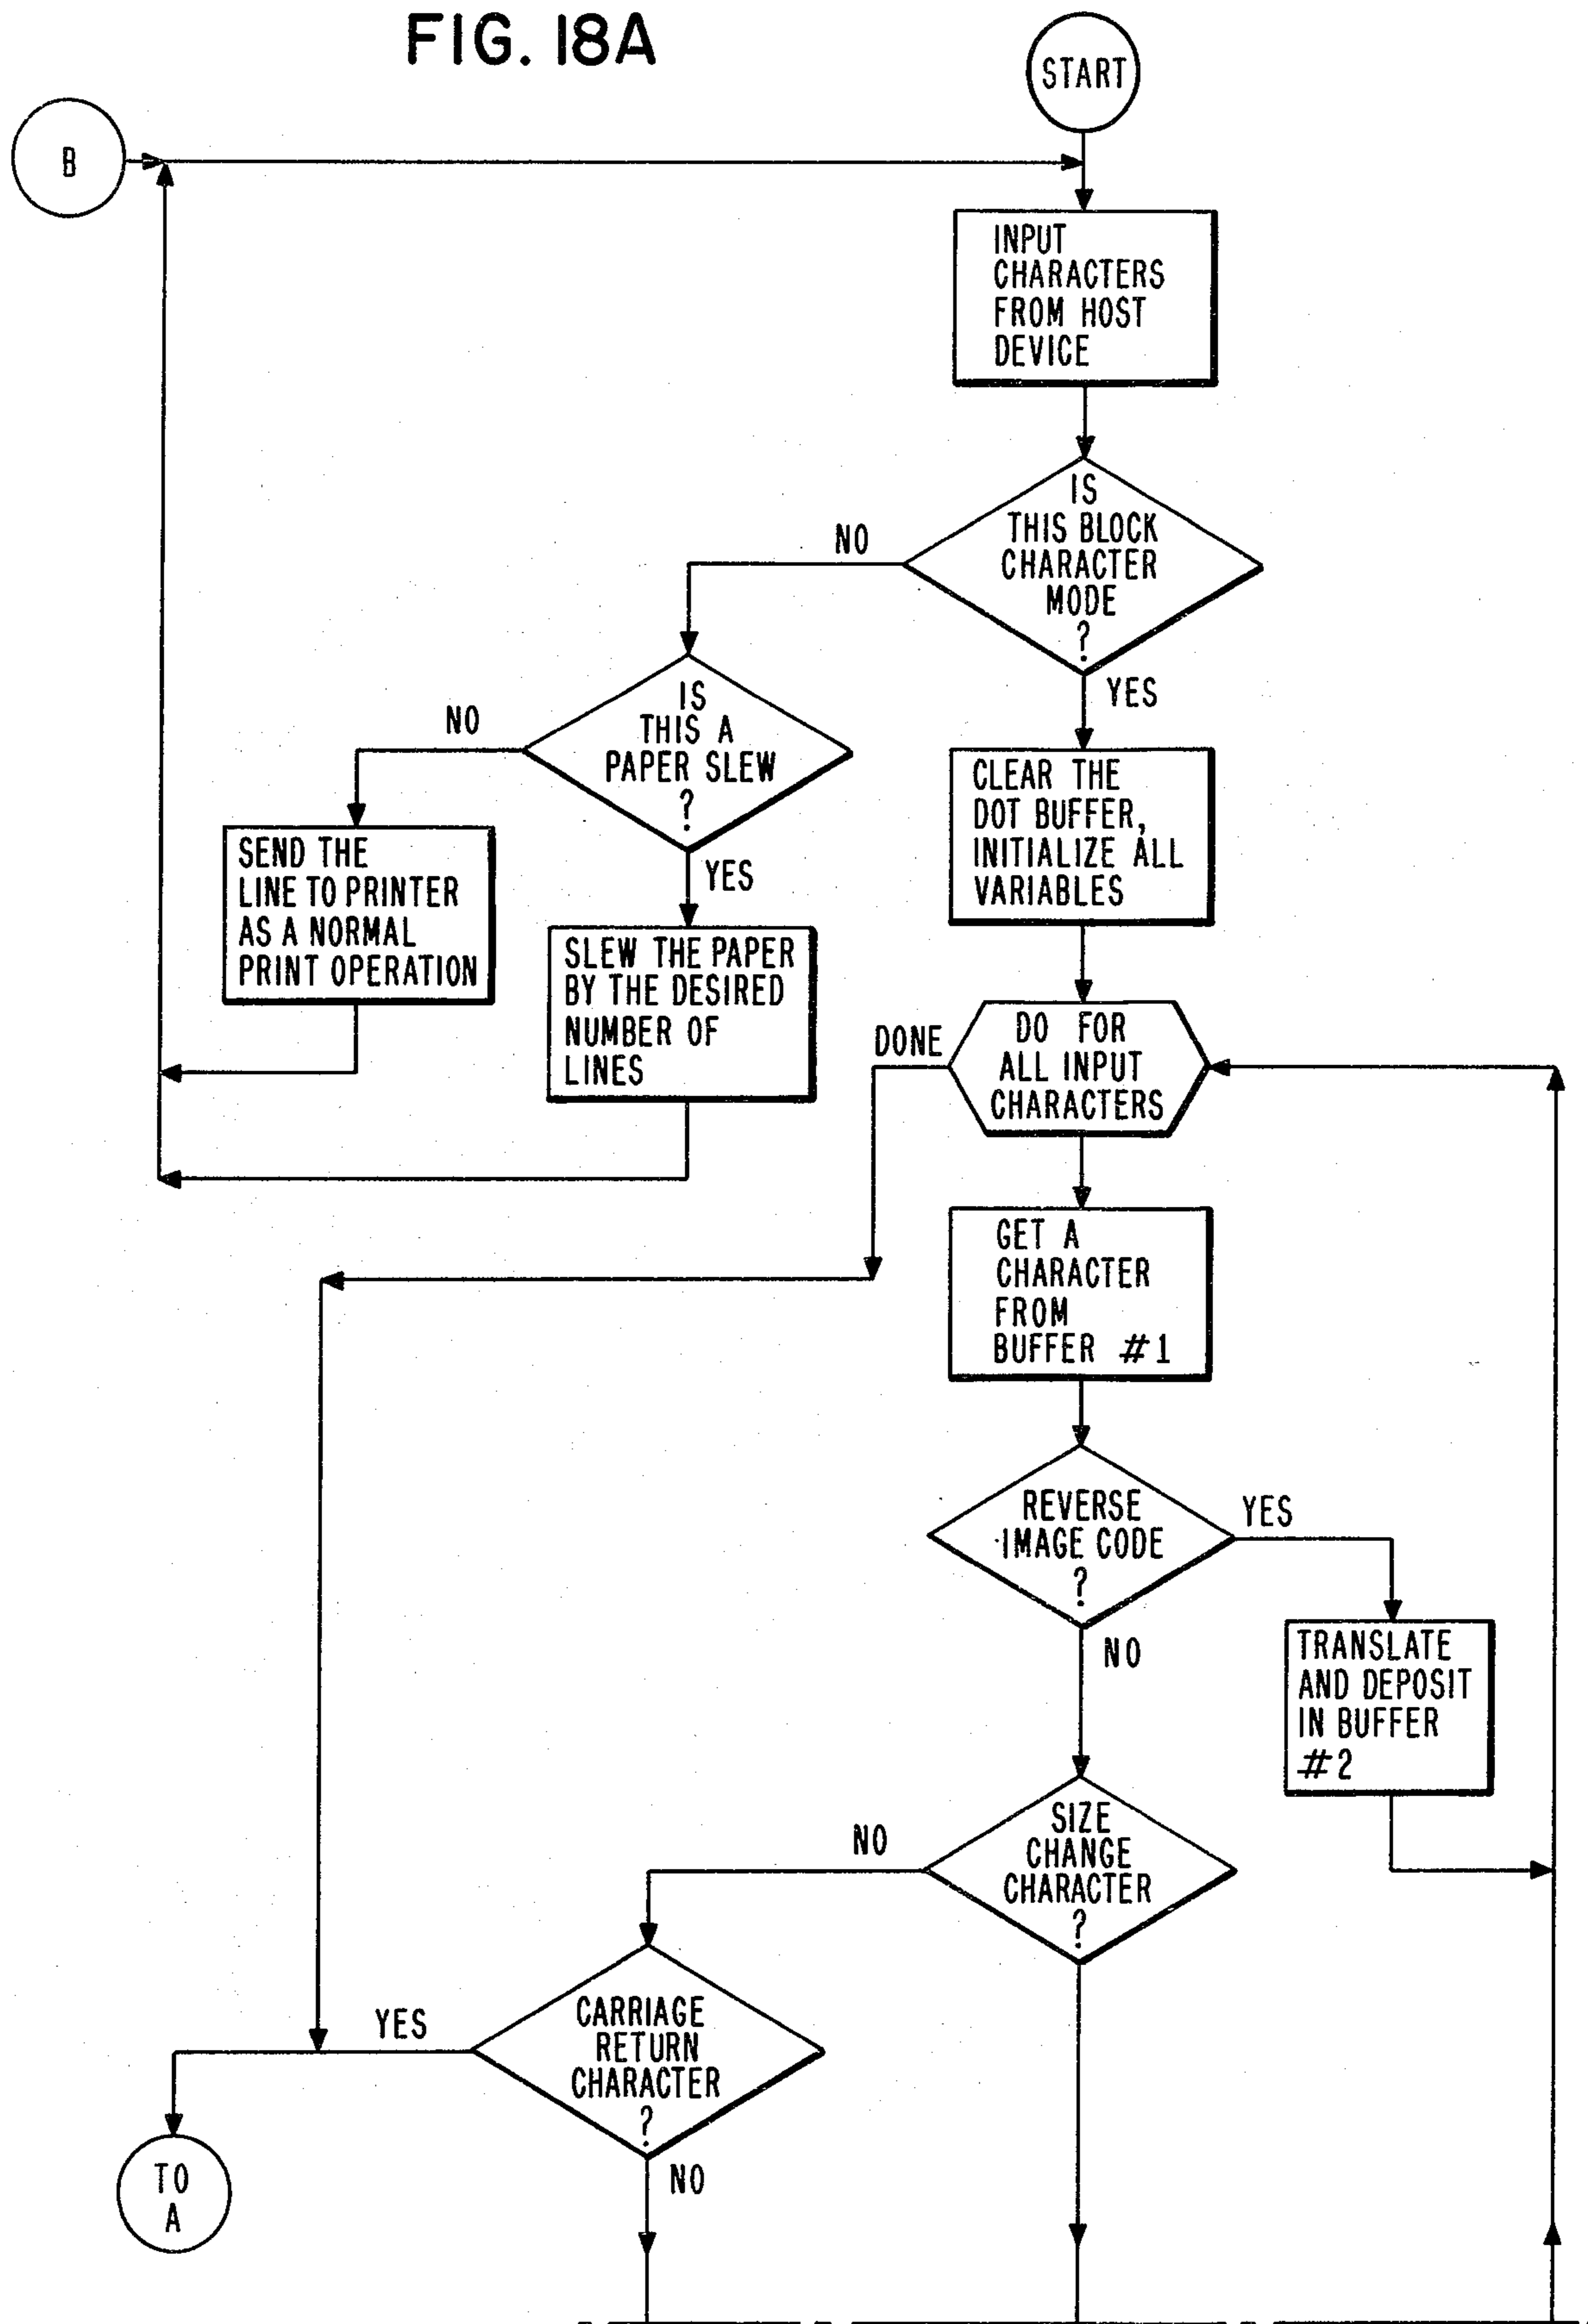 FIG. 18A
START
B
INPUT
CHARACTERS
FROM HOST
DEVICE
IS
THIS BLOCK
CHARACTER
MODE
?
NO
YES
IS
THIS A
PAPER SLEW
?
NO
YES
CLEAR THE
DOT BUFFER,
INITIALIZE ALL
VARIABLES
SEND THE
LINE TO PRINTER
AS A NORMAL
PRINT OPERATION
SLEW THE PAPER
BY THE DESIRED
NUMBER OF
LINES
DONE
DO FOR
ALL INPUT
CHARACTERS
GET A
CHARACTER
FROM
BUFFER #1
REVERSE
IMAGE CODE
?
YES
NO
TRANSLATE
AND DEPOSIT
IN BUFFER
#2
SIZE
CHANGE
CHARACTER
?
NO
CARRIAGE
RETURN
CHARACTER
?
YES
NO
TO
A